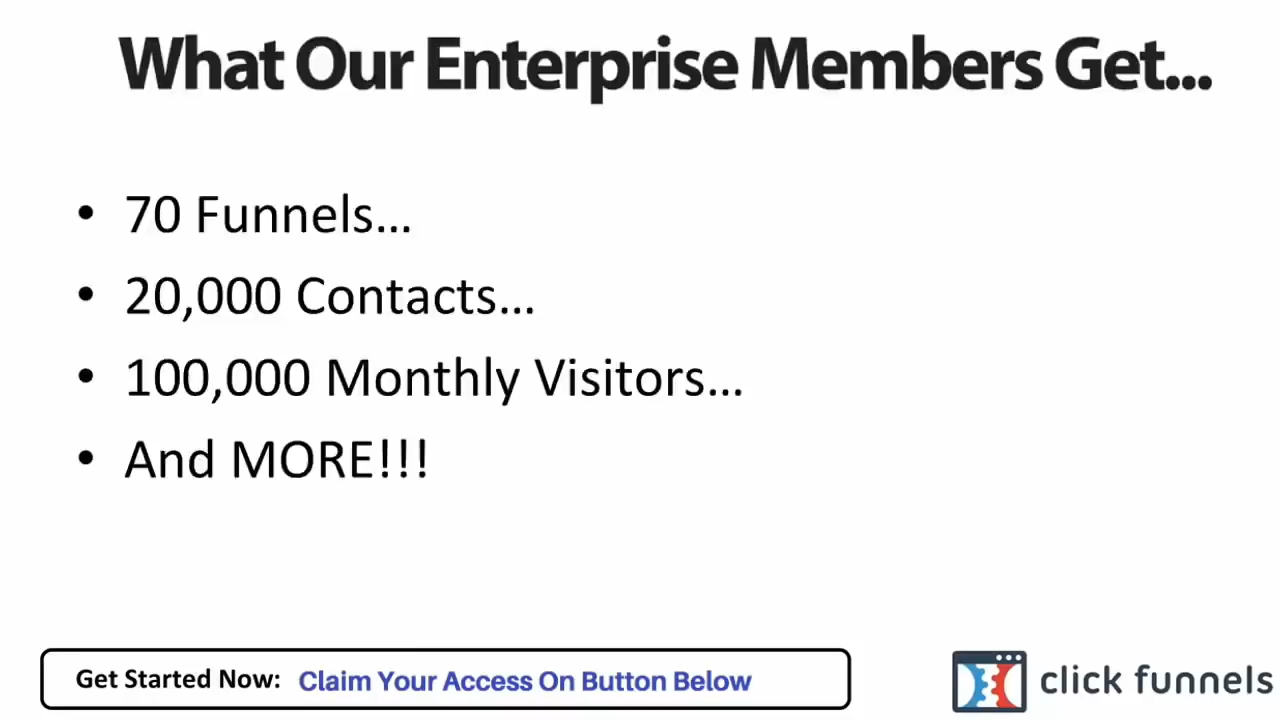 What Our Enterprise Members Get...
• 70 Funnels...
• 20,000 Contacts...
• 100,000 Monthly Visitors...
• And MORE!!!
Get Started Now: Claim Your Access On Button Below
click funnels